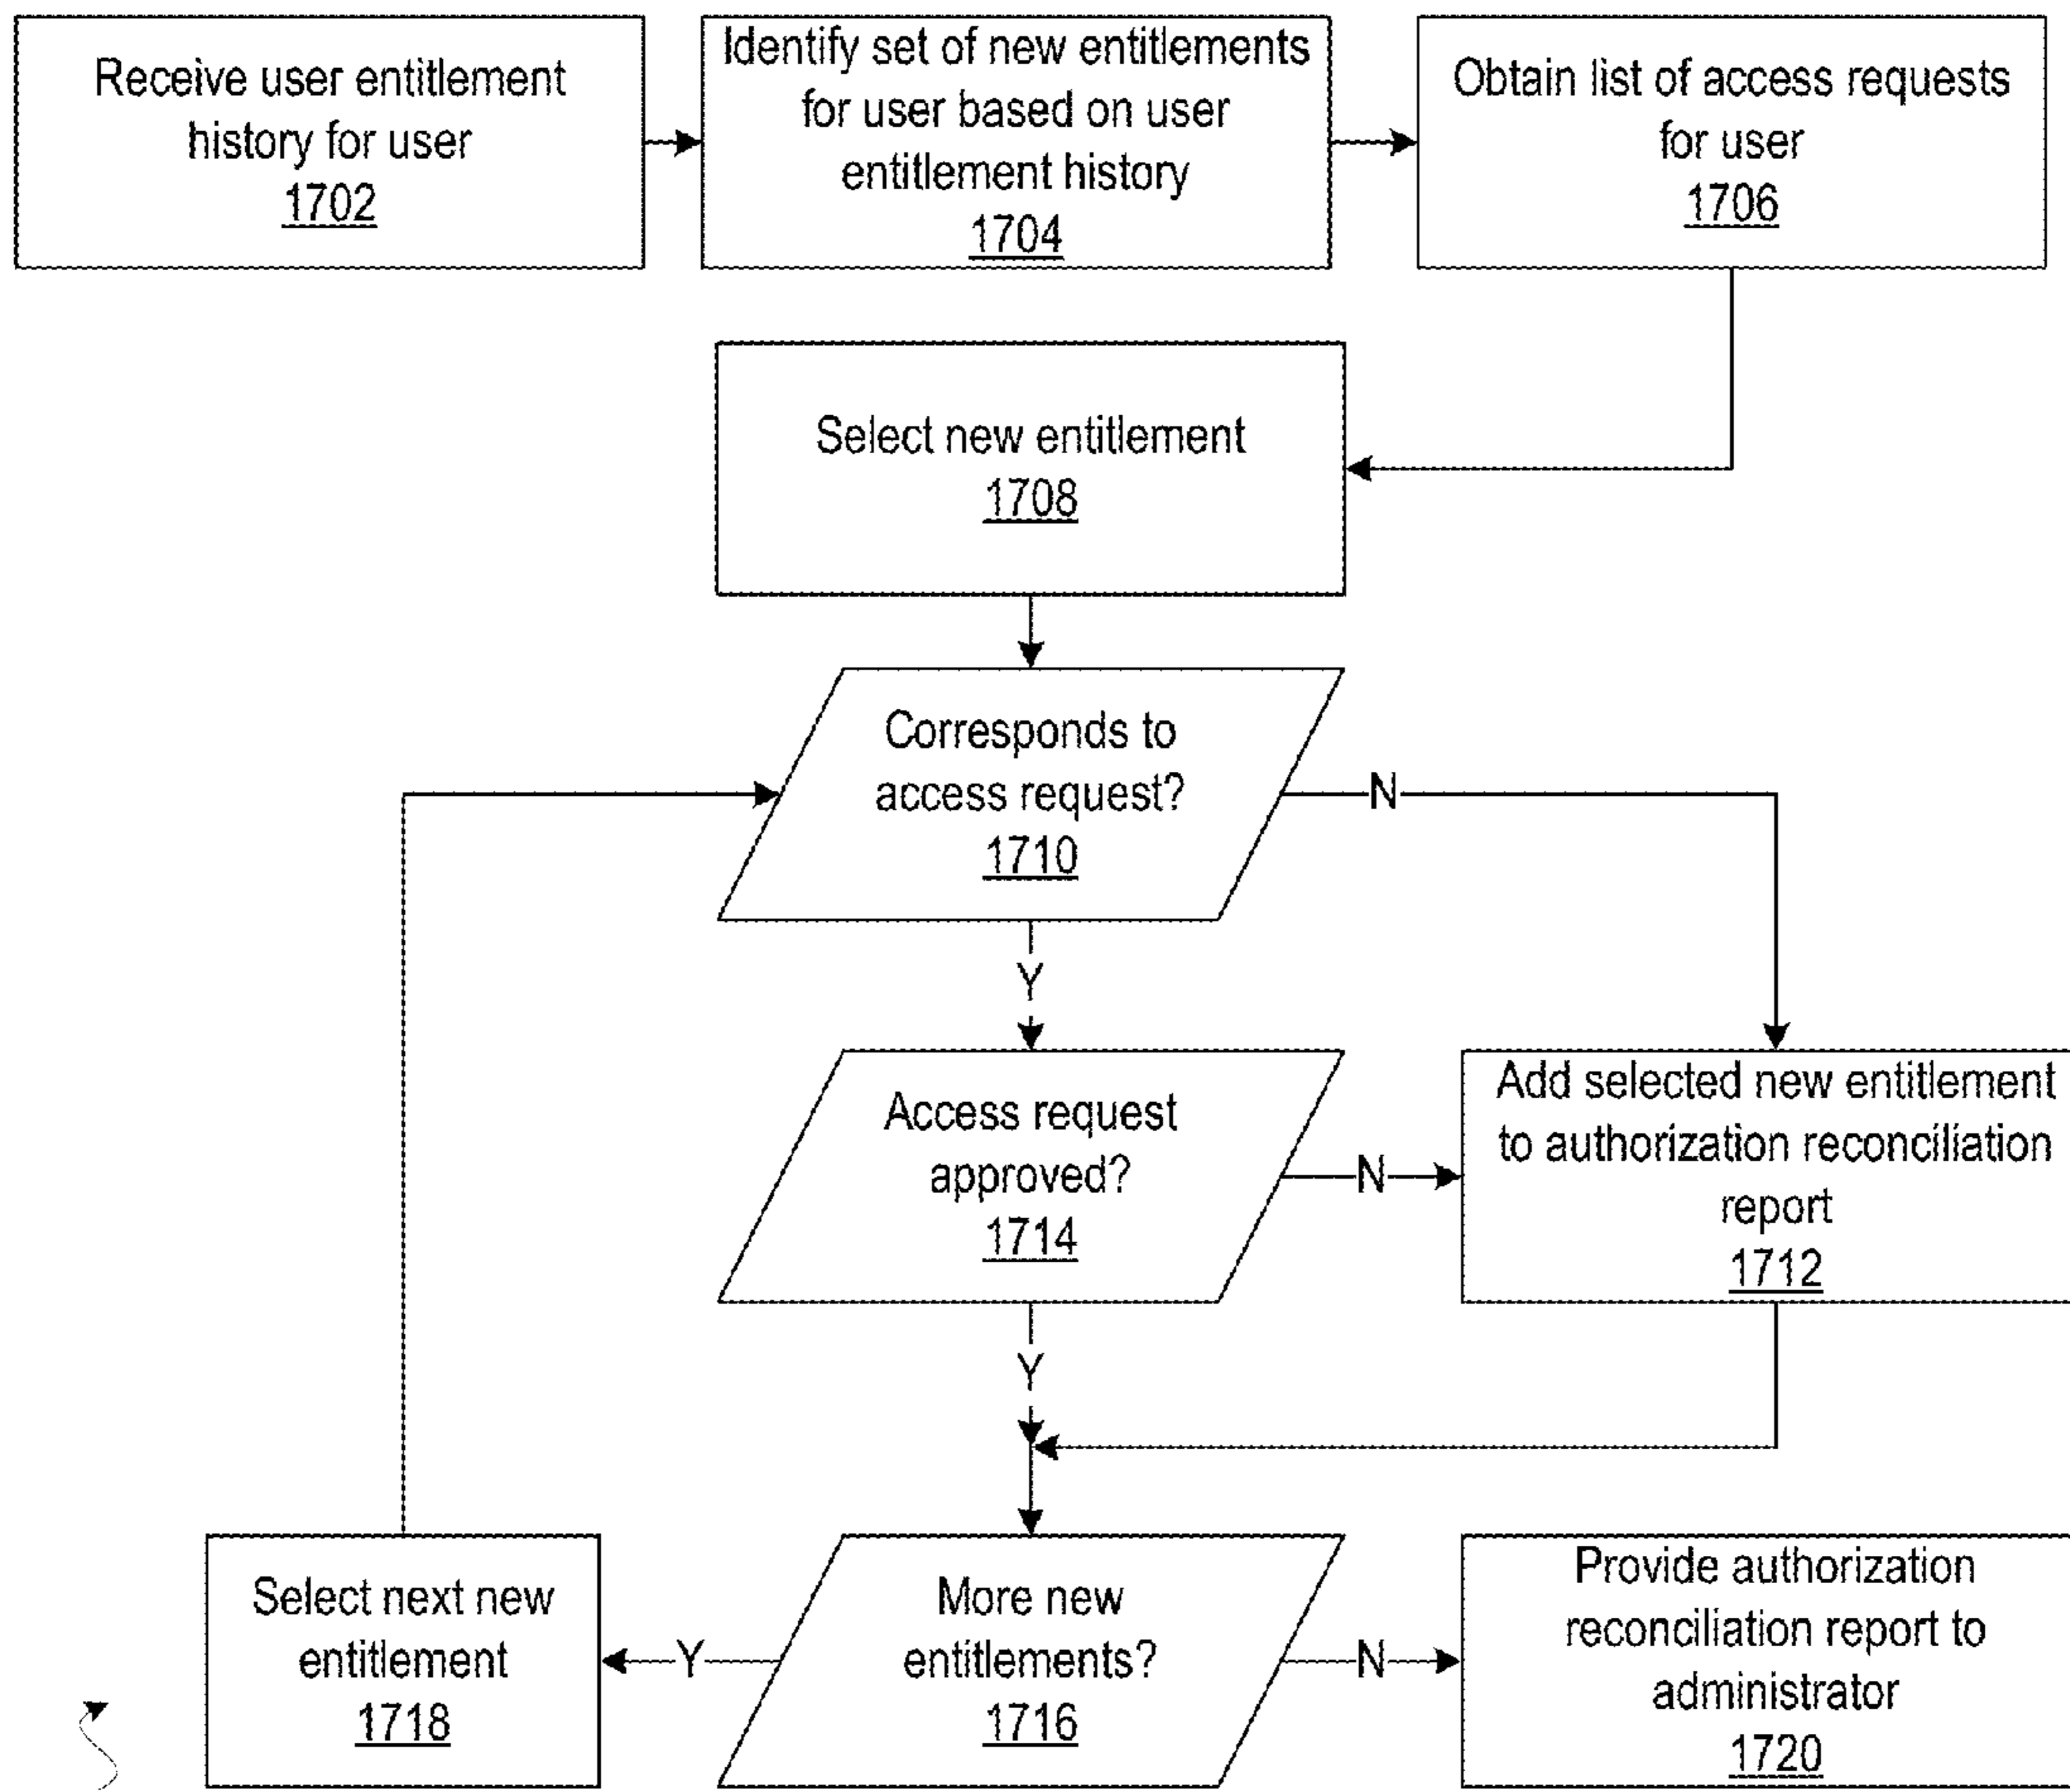 Receive user entitlement
history for user
1702
Identify set of new entitlements
for user based on user
entitlement history
1704
Obtain list of access requests
for user
1706
Select new entitlement
1708
Corresponds to
access request?
1710
N
Y
Access request
approved?
1714
N
Add selected new entitlement
to authorization reconciliation
report
1712
Y
Select next new
entitlement
1718
Y
More new
entitlements?
1716
N
Provide authorization
reconciliation report to
administrator
1720